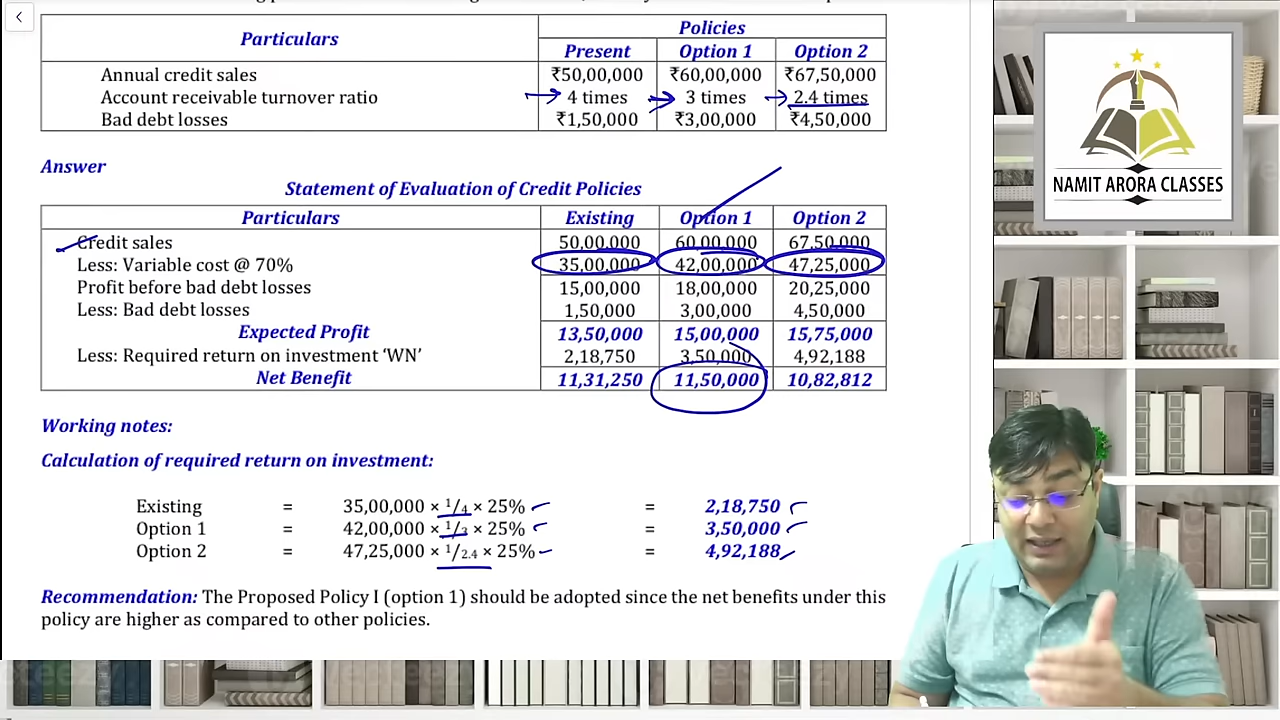 Particulars Policies
Present Option 1 Option 2
Annual credit sales ₹50,00,000 ₹60,00,000 ₹67,50,000
Account receivable turnover ratio 4 times 3 times 2.4 times
Bad debt losses ₹1,50,000 ₹3,00,000 ₹4,50,000
Answer
Statement of Evaluation of Credit Policies
Particulars Existing Option 1 Option 2
Credit sales 50,00,000 60,00,000 67,50,000
Less: Variable cost @ 70% 35,00,000 42,00,000 47,25,000
Profit before bad debt losses 15,00,000 18,00,000 20,25,000
Less: Bad debt losses 1,50,000 3,00,000 4,50,000
Expected Profit 13,50,000 15,00,000 15,75,000
Less: Required return on investment ‘WN’ 2,18,750 3,50,000 4,92,188
Net Benefit 11,31,250 11,50,000 10,82,812
Working notes:
Calculation of required return on investment:
Existing = 35,00,000 × 1/4 × 25% = 2,18,750
Option 1 = 42,00,000 × 1/3 × 25% = 3,50,000
Option 2 = 47,25,000 × 1/2.4 × 25% = 4,92,188
Recommendation: The Proposed Policy I (option 1) should be adopted since the net benefits under this
policy are higher as compared to other policies.
NAMIT ARORA CLASSES